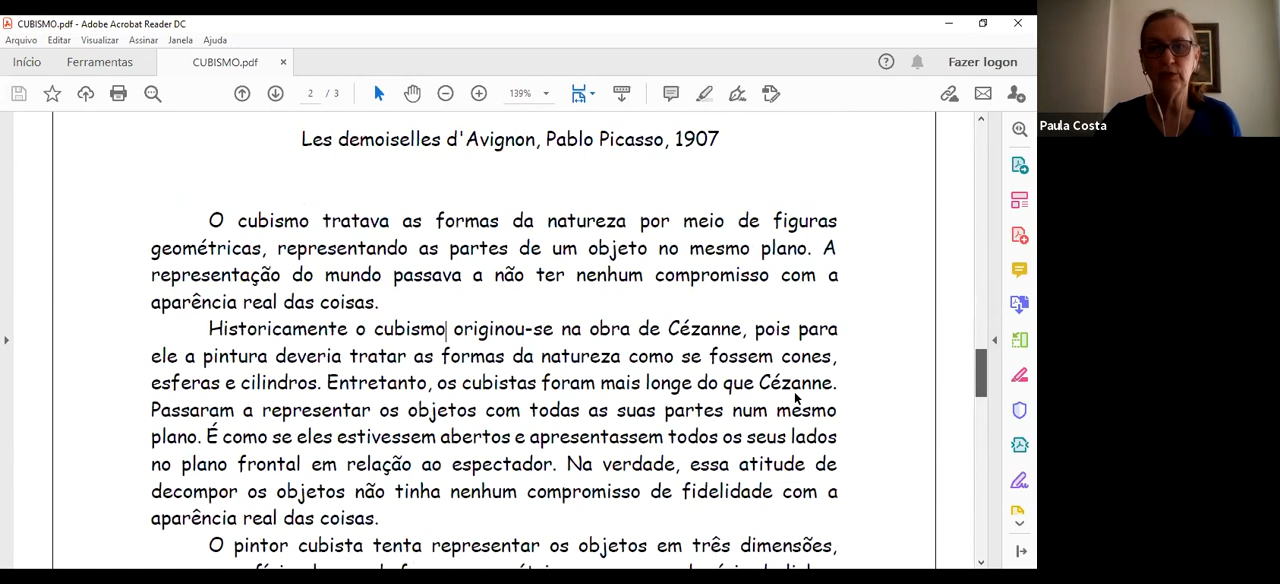 CUBISMO.pdf - Adobe Acrobat Reader DC
Arquivo Editar Visualizar Assinar Janela Ajuda
Início Ferramentas CUBISMO.pdf × Fazer logon
2 / 3 139%
Paula Costa
Les demoiselles d'Avignon, Pablo Picasso, 1907
O cubismo tratava as formas da natureza por meio de figuras
geométricas, representando as partes de um objeto no mesmo plano. A
representação do mundo passava a não ter nenhum compromisso com a
aparência real das coisas.
Historicamente o cubismo originou-se na obra de Cézanne, pois para
ele a pintura deveria tratar as formas da natureza como se fossem cones,
esferas e cilindros. Entretanto, os cubistas foram mais longe do que Cézanne.
Passaram a representar os objetos com todas as suas partes num mesmo
plano. É como se eles estivessem abertos e apresentassem todos os seus lados
no plano frontal em relação ao espectador. Na verdade, essa atitude de
decompor os objetos não tinha nenhum compromisso de fidelidade com a
aparência real das coisas.
O pintor cubista tenta representar os objetos em três dimensões,